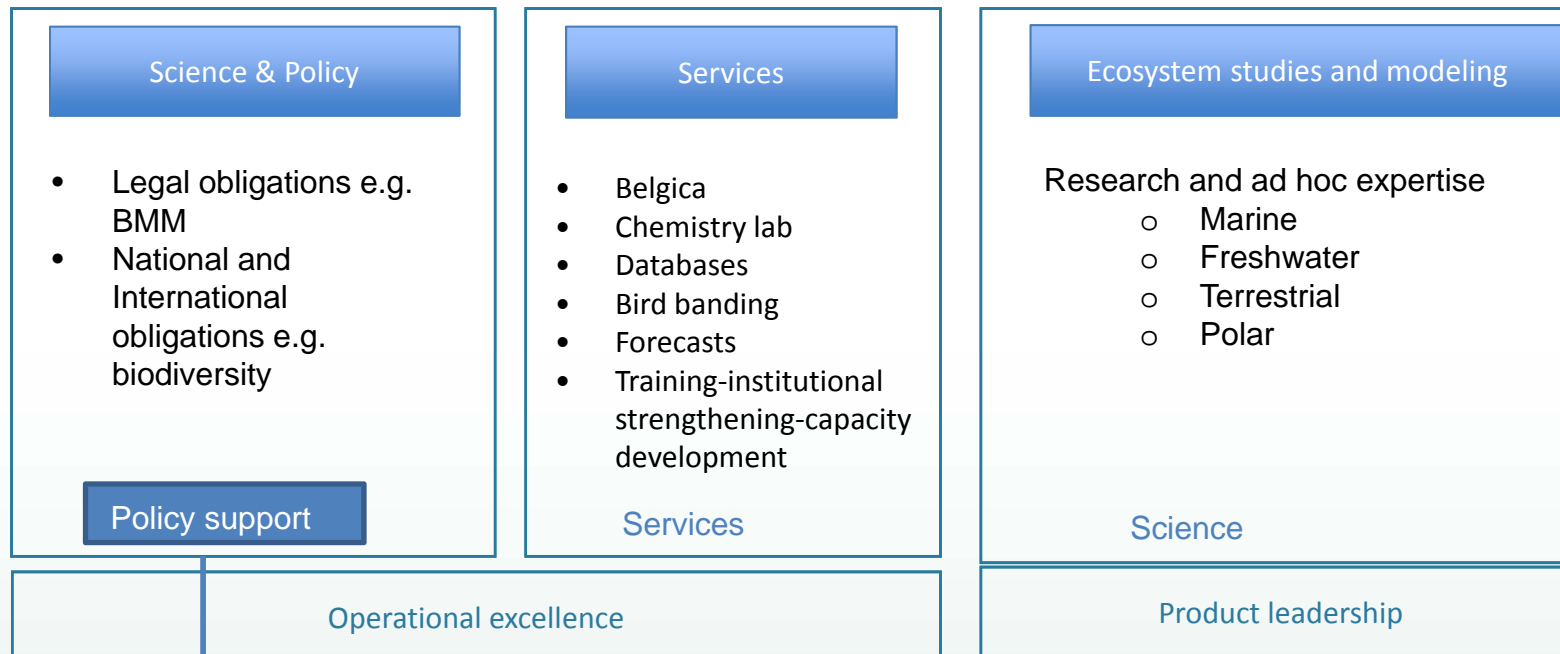 Science & Policy
• Legal obligations e.g.
BMM
• National and
International
obligations e.g.
biodiversity
Policy support
Services
• Belgica
• Chemistry lab
• Databases
• Bird banding
• Forecasts
• Training-institutional
strengthening-capacity
development
Services
Ecosystem studies and modeling
Research and ad hoc expertise
o Marine
o Freshwater
o Terrestrial
o Polar
Science
Operational excellence
Product leadership